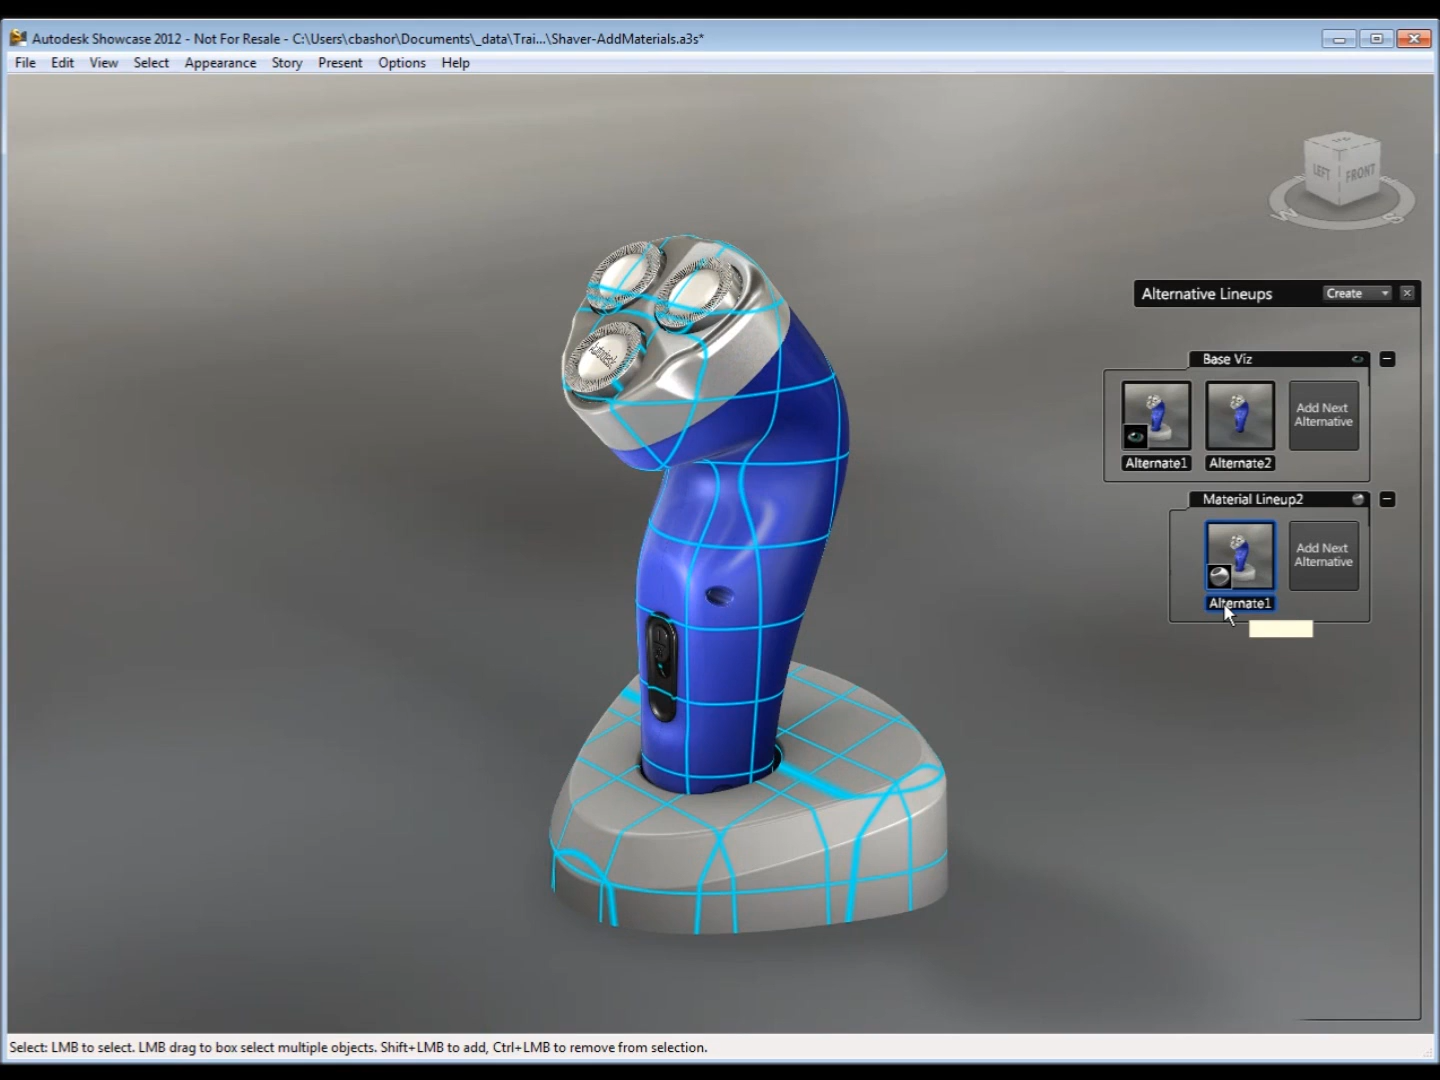 Autodesk Showcase 2012 - Not For Resale - C:\Users\cbashor\Documents\_data\Trai...\Shaver-AddMaterials.a3s*
File Edit View Select Appearance Story Present Options Help
LEFT FRONT
W S
Alternative Lineups Create
Base Viz
Add Next
Alternative
Alternate1 Alternate2
Material Lineup2
Add Next
Alternative
Alternate1
Autodesk
Select: LMB to select. LMB drag to box select multiple objects. Shift+LMB to add, Ctrl+LMB to remove from selection.